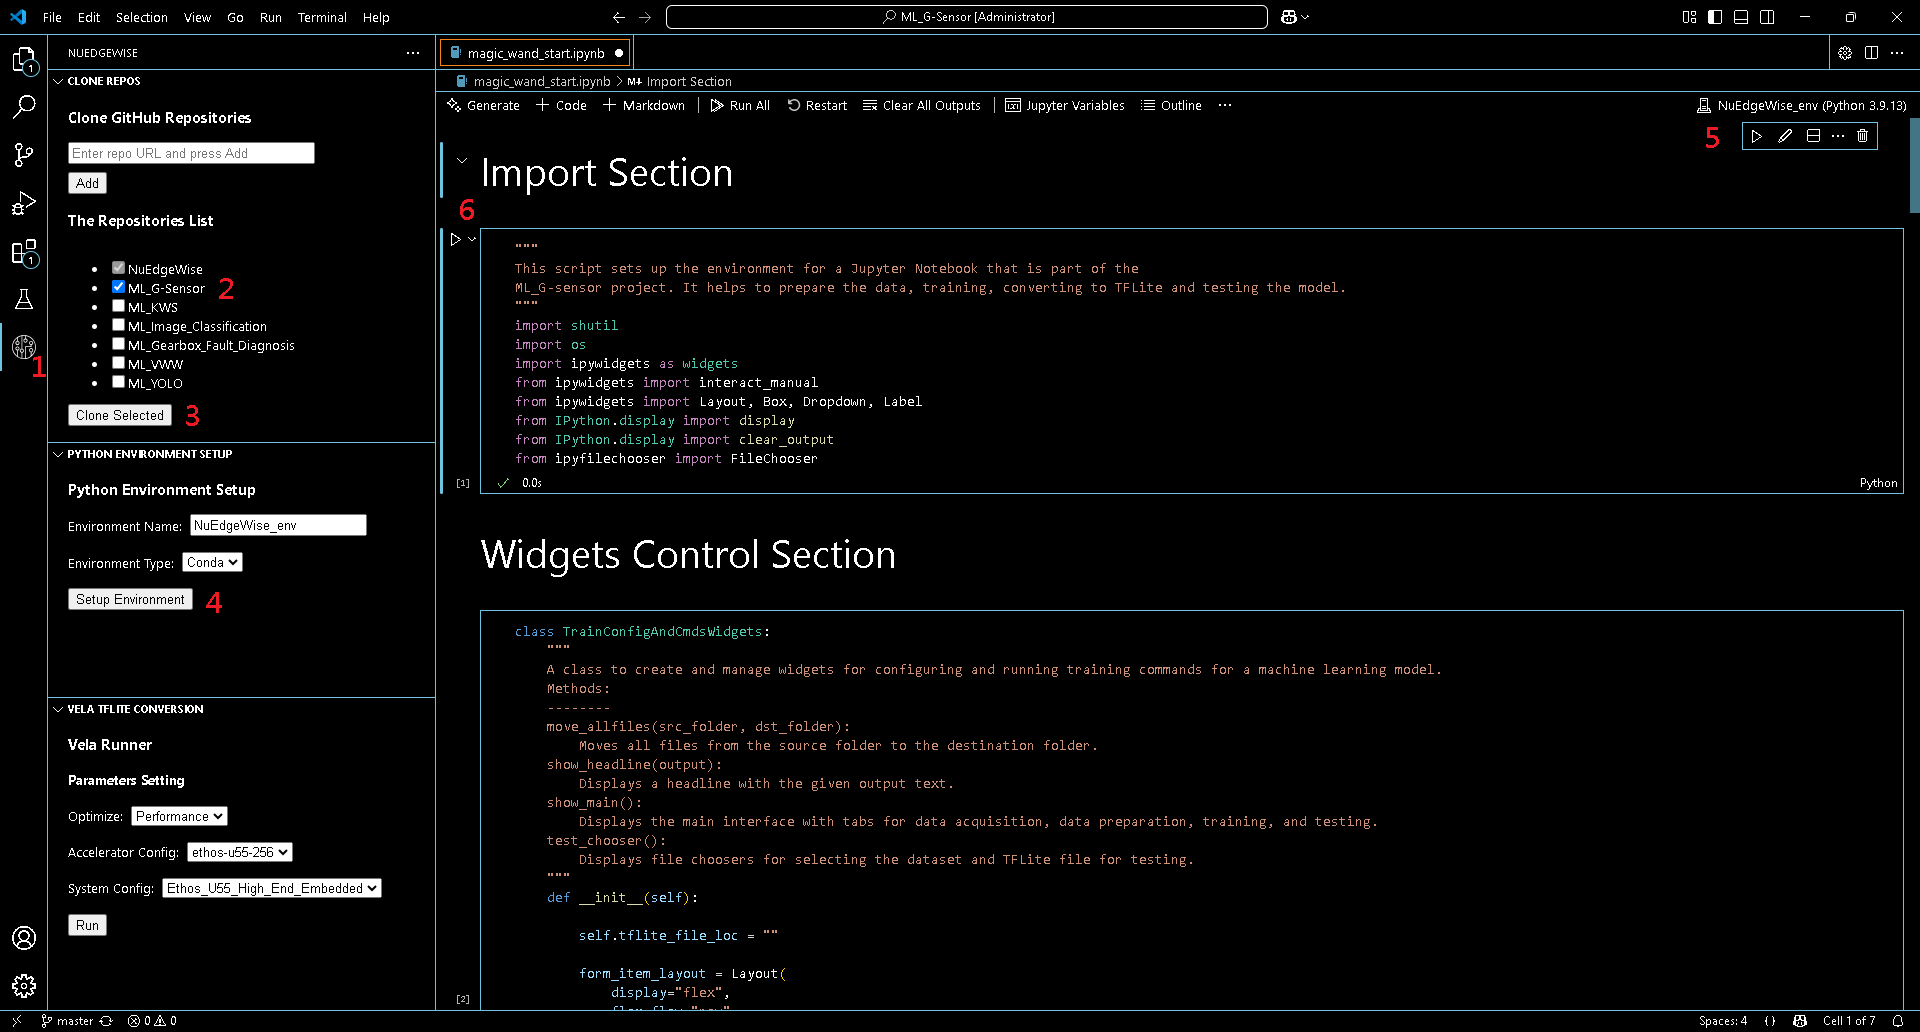 File Edit Selection View Go Run Terminal Help
ML_G-Sensor [Administrator]
NUEDGEWISE
CLONE REPOS
Clone GitHub Repositories
Enter repo URL and press Add
Add
The Repositories List
NuEdgeWise
ML_G-Sensor 2
ML_KWS
ML_Image_Classification
ML_Gearbox_Fault_Diagnosis
ML_VWW
ML_YOLO
1
1
1
Clone Selected 3
PYTHON ENVIRONMENT SETUP
Python Environment Setup
Environment Name: NuEdgeWise_env
Environment Type: Conda
Setup Environment 4
VELA TFLITE CONVERSION
Vela Runner
Parameters Setting
Optimize: Performance
Accelerator Config: ethos-u55-256
System Config: Ethos_U55_High_End_Embedded
Run
magic_wand_start.ipynb
magic_wand_start.ipynb > M↓ Import Section
Generate + Code + Markdown Run All Restart Clear All Outputs Jupyter Variables Outline ...
NuEdgeWise_env (Python 3.9.13)
5
Import Section
6
"""
This script sets up the environment for a Jupyter Notebook that is part of the
ML_G-sensor project. It helps to prepare the data, training, converting to TFLite and testing the model.
"""
import shutil
import os
import ipywidgets as widgets
from ipywidgets import interact_manual
from ipywidgets import Layout, Box, Dropdown, Label
from IPython.display import display
from IPython.display import clear_output
from ipyfilechooser import FileChooser
[1] ✓ 0.0s Python
Widgets Control Section
class TrainConfigAndCmdsWidgets:
"""
A class to create and manage widgets for configuring and running training commands for a machine learning model.
Methods:
--------
move_allfiles(src_folder, dst_folder):
Moves all files from the source folder to the destination folder.
show_headline(output):
Displays a headline with the given output text.
show_main():
Displays the main interface with tabs for data acquisition, data preparation, training, and testing.
test_chooser():
Displays file choosers for selecting the dataset and TFLite file for testing.
"""
def __init__(self):
self.tflite_file_loc = ""
form_item_layout = Layout(
display="flex",
[2]
master 0 0
Spaces: 4 {} Cell 1 of 7